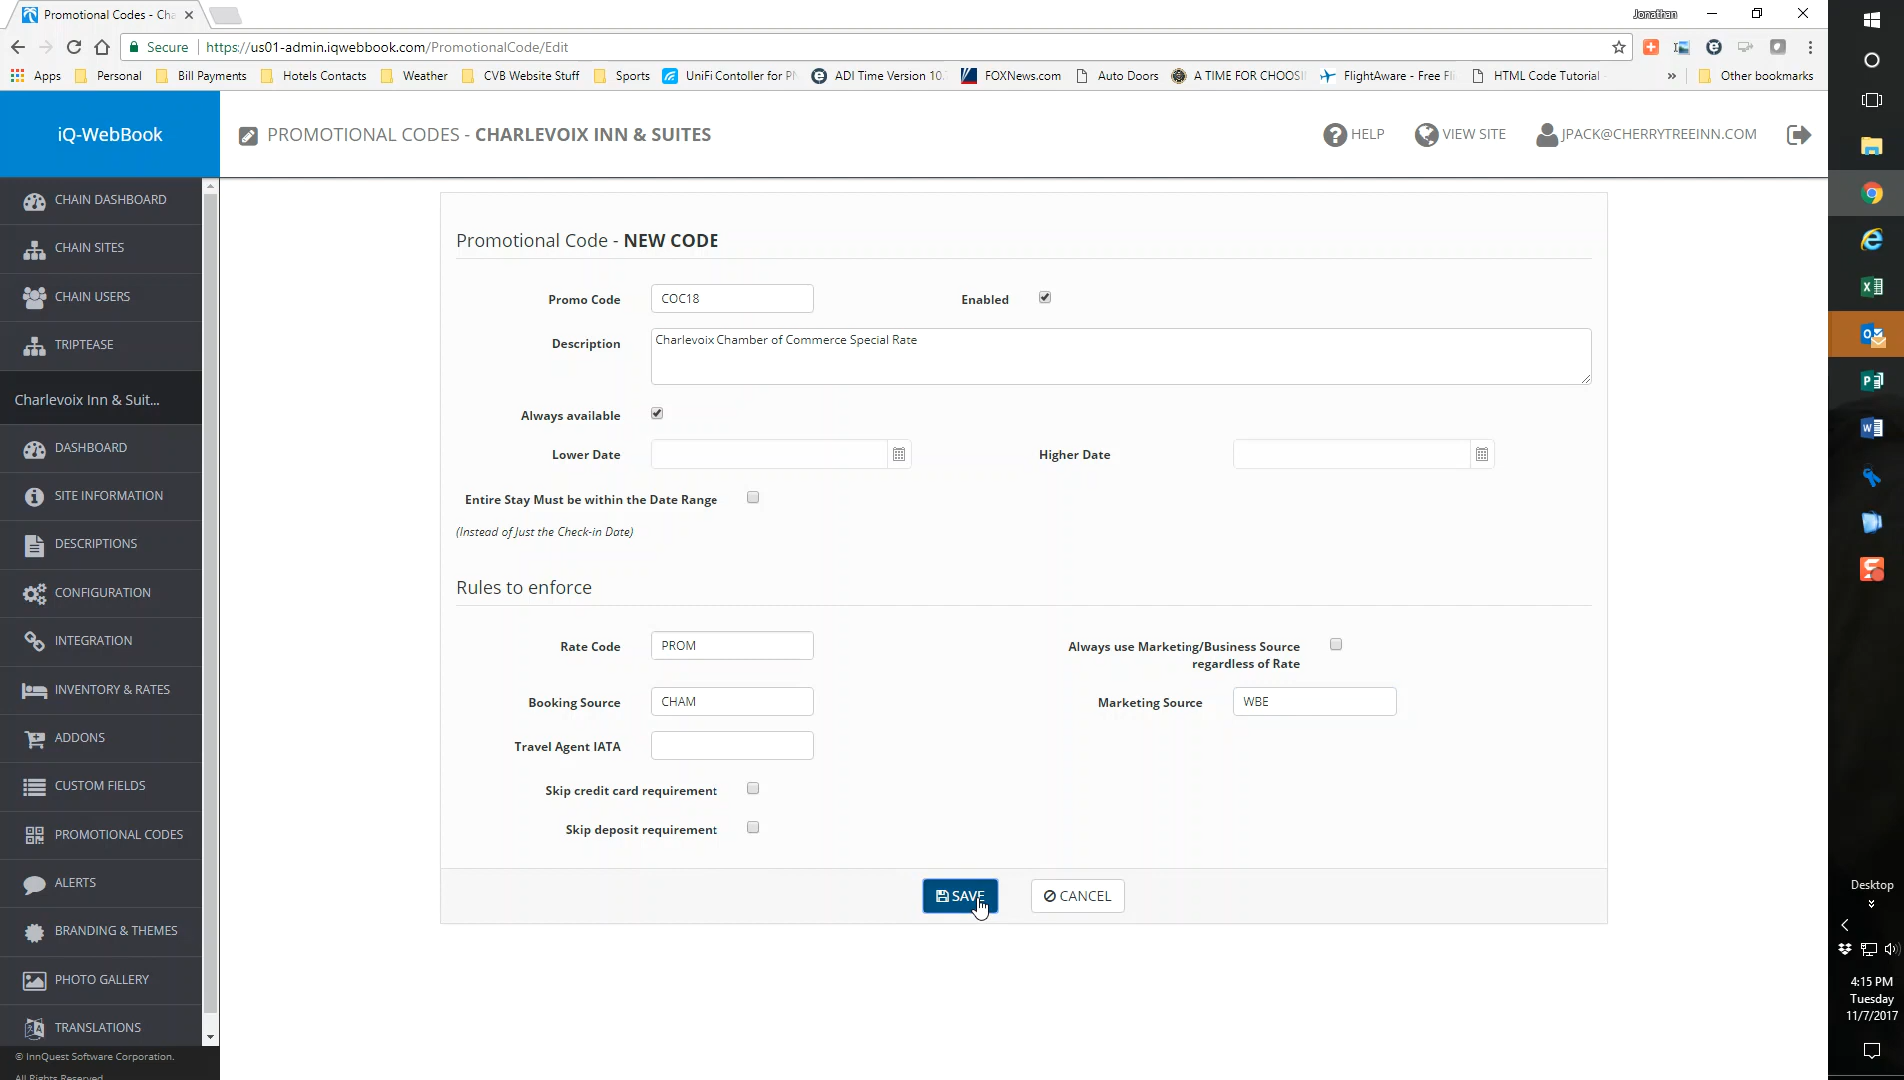 Promotional Codes - Cha
Jonathan
Secure
https://us01-admin.iqwebbook.com/PromotionalCode/Edit
Apps
Personal
Bill Payments
Hotels Contacts
Weather
CVB Website Stuff
Sports
UniFi Contoller for
ADI Time Version 10.
FOXNews.com
Auto Doors
A TIME FOR CHOOSI
FlightAware - Free
HTML Code Tutorial
»
Other bookmarks
iQ-WebBook
PROMOTIONAL CODES - CHARLEVOIX INN & SUITES
HELP
VIEW SITE
JPACK@CHERRYTREEINN.COM
CHAIN DASHBOARD
CHAIN SITES
CHAIN USERS
TRIPTEASE
Charlevoix Inn & Suit...
DASHBOARD
SITE INFORMATION
DESCRIPTIONS
CONFIGURATION
INTEGRATION
INVENTORY & RATES
ADDONS
CUSTOM FIELDS
PROMOTIONAL CODES
ALERTS
BRANDING & THEMES
PHOTO GALLERY
TRANSLATIONS
© InnQuest Software Corporation.
All Rights Reserved
Promotional Code - NEW CODE
Promo Code
COC18
Enabled
Description
Charlevoix Chamber of Commerce Special Rate
Always available
Lower Date
Higher Date
Entire Stay Must be within the Date Range
(Instead of Just the Check-in Date)
Rules to enforce
Rate Code
PROM
Always use Marketing/Business Source
regardless of Rate
Booking Source
CHAM
Marketing Source
WBE
Travel Agent IATA
Skip credit card requirement
Skip deposit requirement
SAVE
CANCEL
Desktop
4:15 PM
Tuesday
11/7/2017